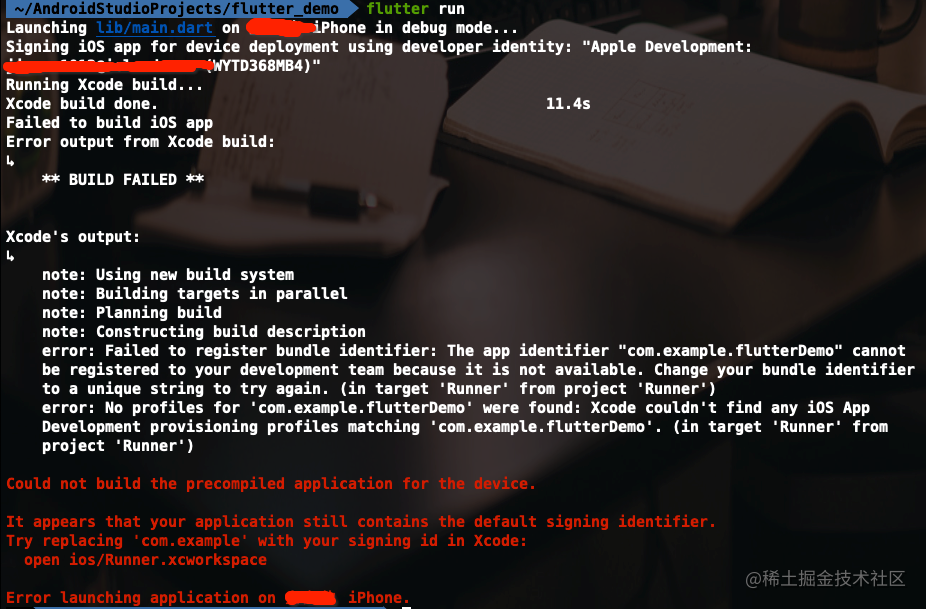 ~/AndroidStudioProjects/flutter_demo flutter run
Launching lib/main.dart on iPhone in debug mode...
Signing iOS app for device deployment using developer identity: "Apple Development:
(WYTD368MB4)"
Running Xcode build...
Xcode build done. 11.4s
Failed to build iOS app
Error output from Xcode build:
↳
** BUILD FAILED **
Xcode's output:
↳
note: Using new build system
note: Building targets in parallel
note: Planning build
note: Constructing build description
error: Failed to register bundle identifier: The app identifier "com.example.flutterDemo" cannot
be registered to your development team because it is not available. Change your bundle identifier
to a unique string to try again. (in target 'Runner' from project 'Runner')
error: No profiles for 'com.example.flutterDemo' were found: Xcode couldn't find any iOS App
Development provisioning profiles matching 'com.example.flutterDemo'. (in target 'Runner' from
project 'Runner')
Could not build the precompiled application for the device.
It appears that your application still contains the default signing identifier.
Try replacing 'com.example' with your signing id in Xcode:
open ios/Runner.xcworkspace
Error launching application on iPhone.
@稀土掘金技术社区